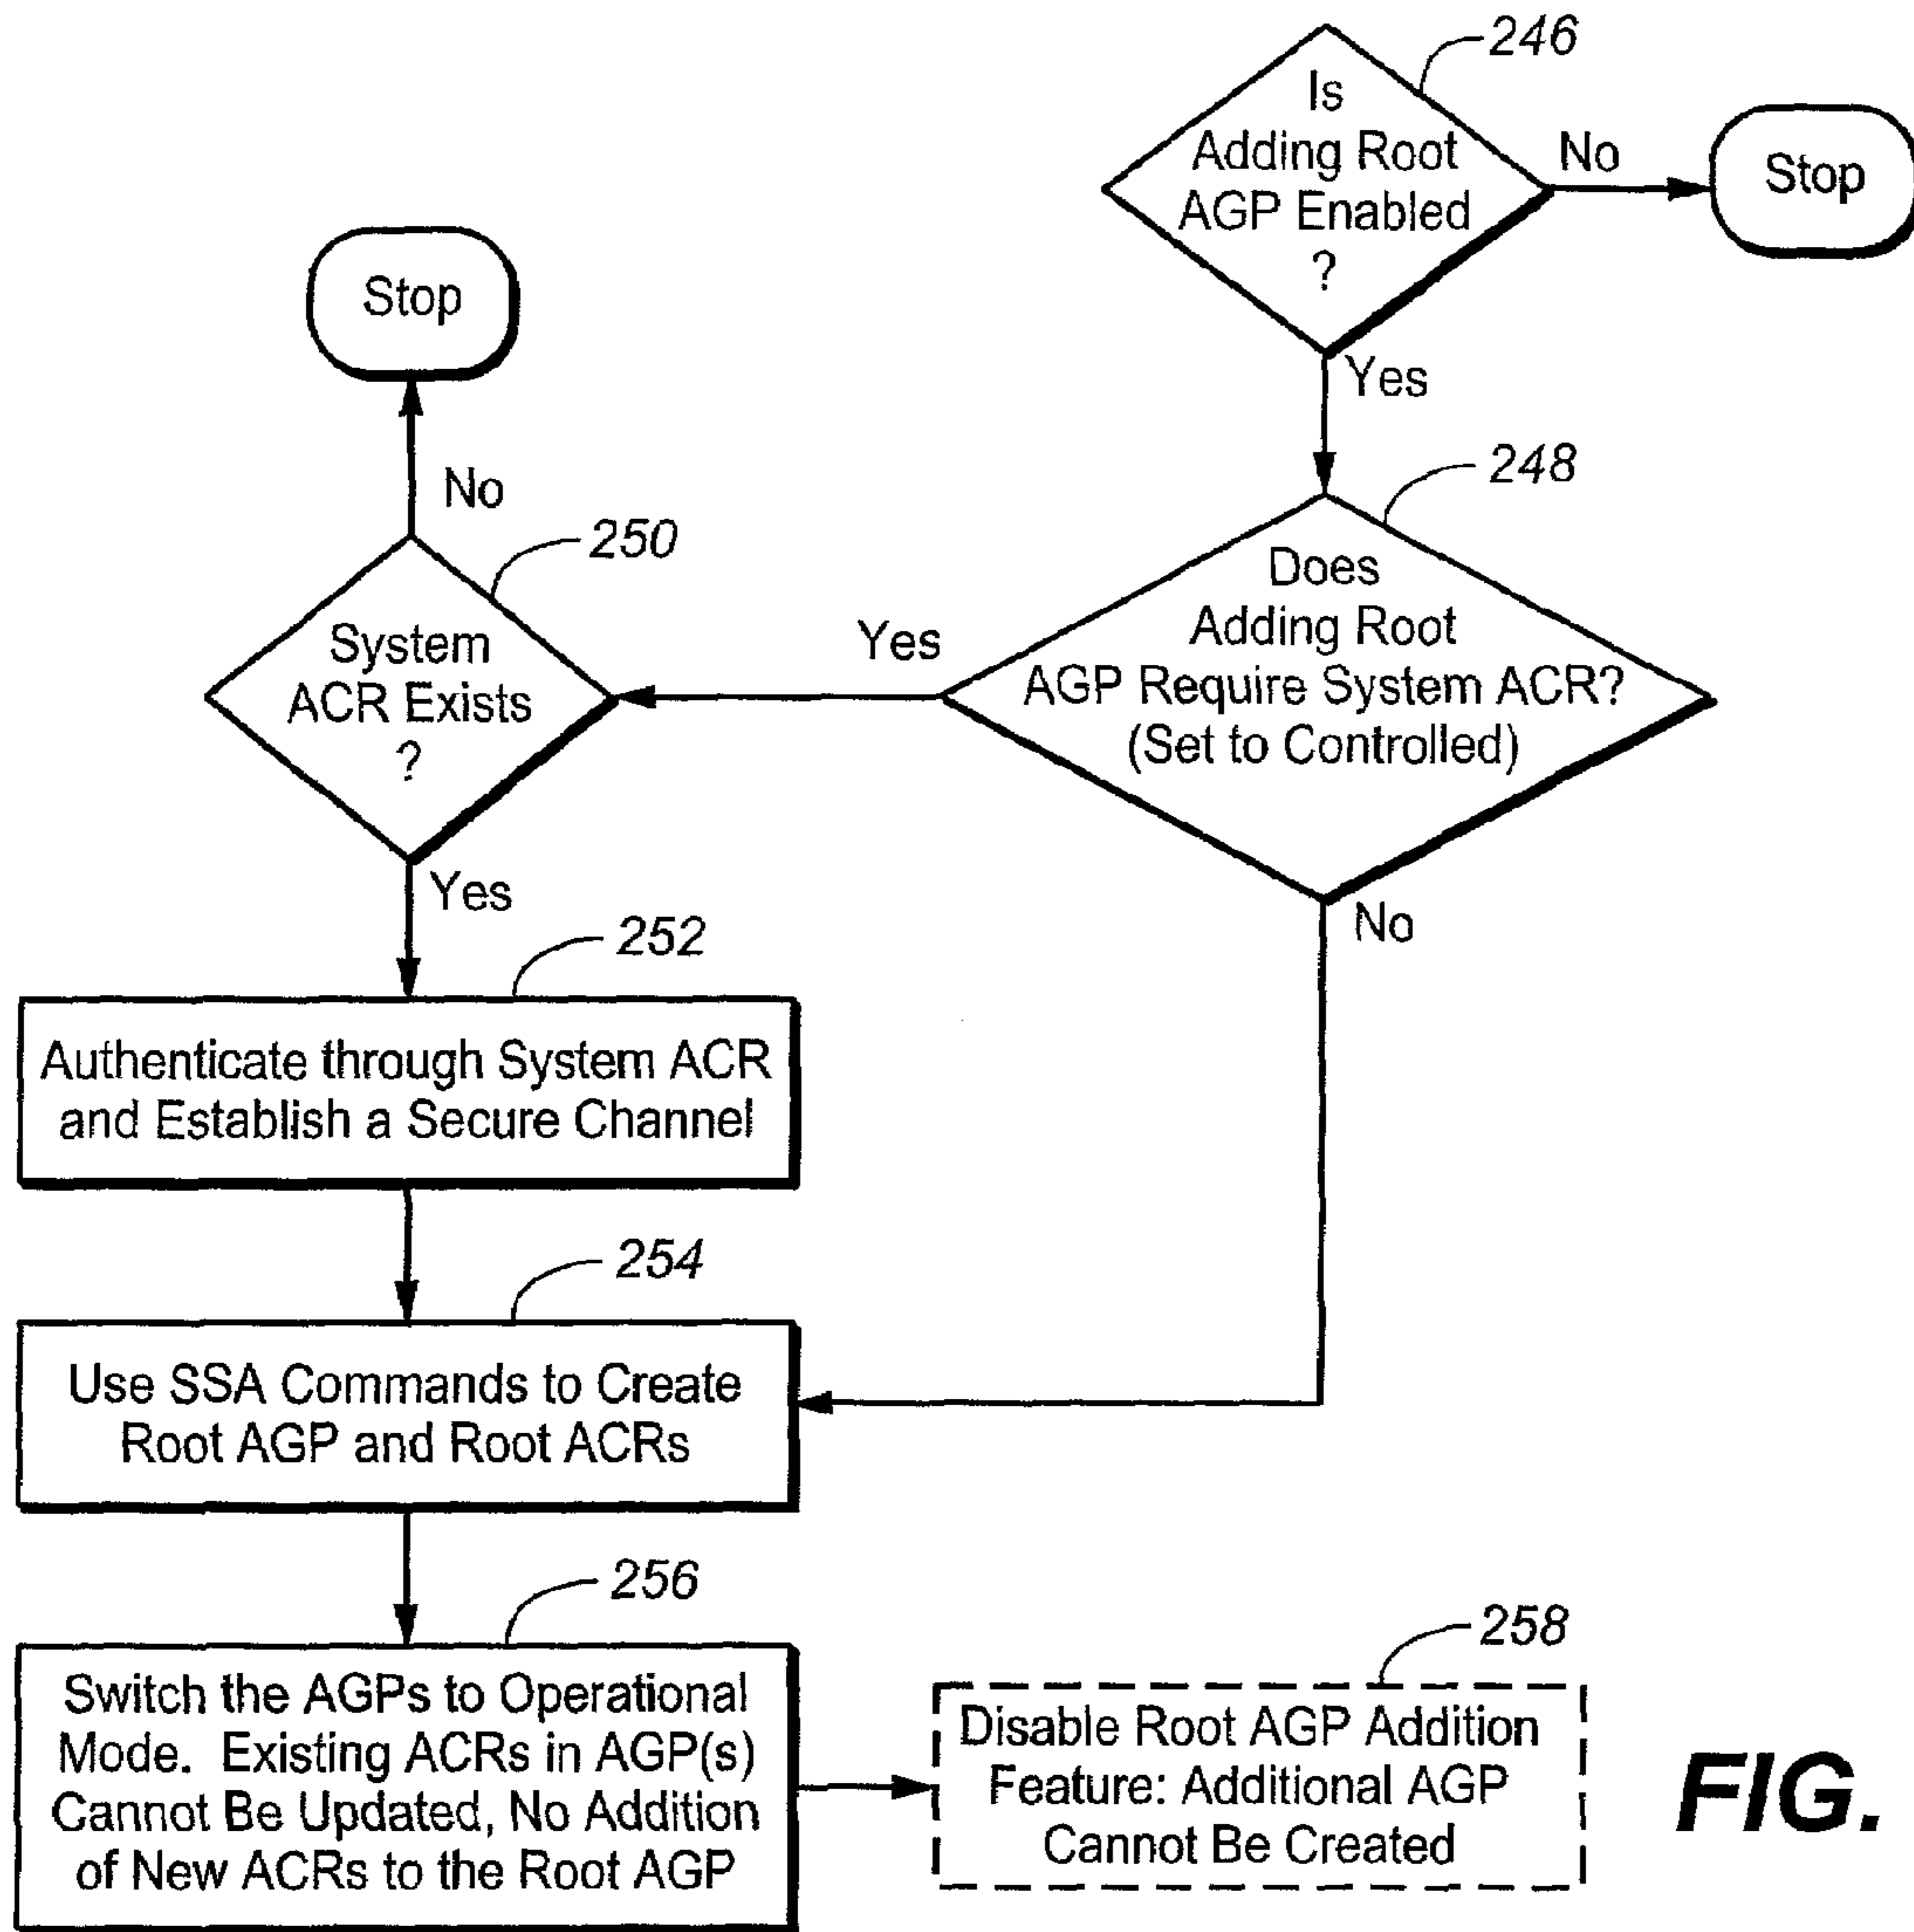 246
Is
Adding Root
AGP Enabled
?
No
Stop
Yes
248
Does
Adding Root
AGP Require System ACR?
(Set to Controlled)
Yes
No
Stop
No
250
System
ACR Exists
?
Yes
252
Authenticate through System ACR
and Establish a Secure Channel
254
Use SSA Commands to Create
Root AGP and Root ACRs
256
Switch the AGPs to Operational
Mode. Existing ACRs in AGP(s)
Cannot Be Updated, No Addition
of New ACRs to the Root AGP
258
Disable Root AGP Addition
Feature: Additional AGP
Cannot Be Created
FIG.